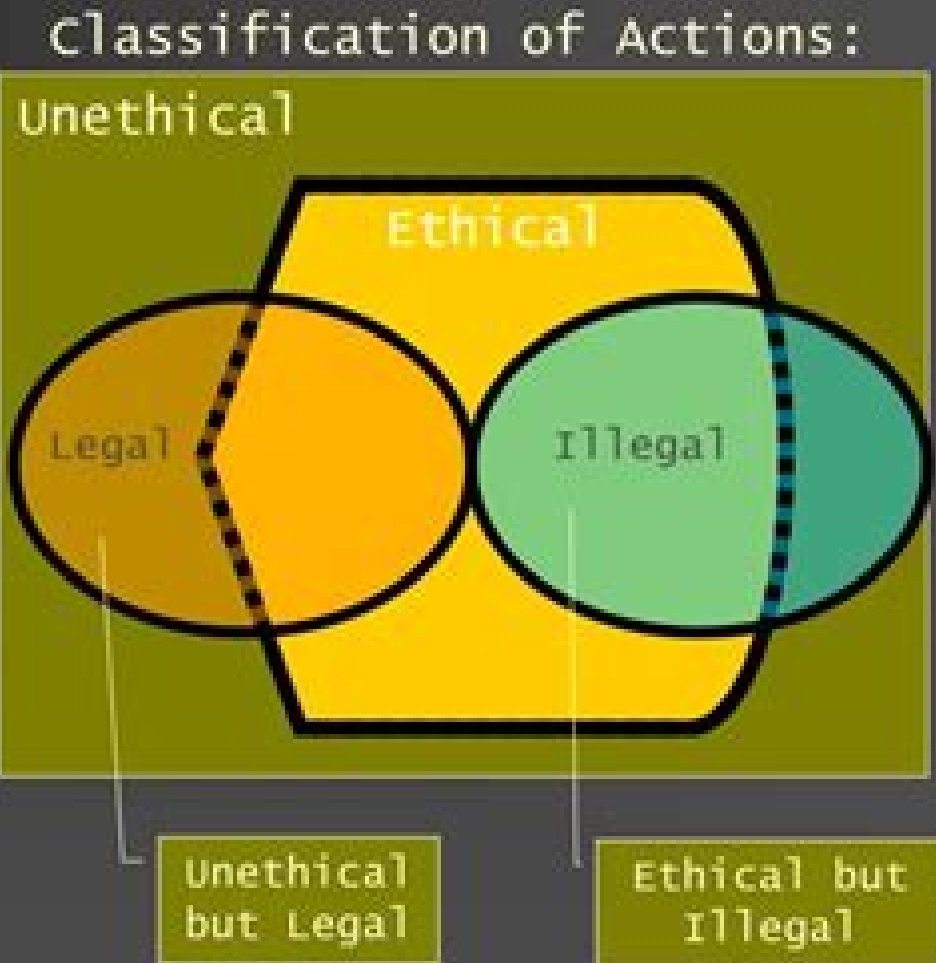 Classification of Actions:
Unethical
Ethical
Legal
Illegal
Unethical
but Legal
Ethical but
Illegal